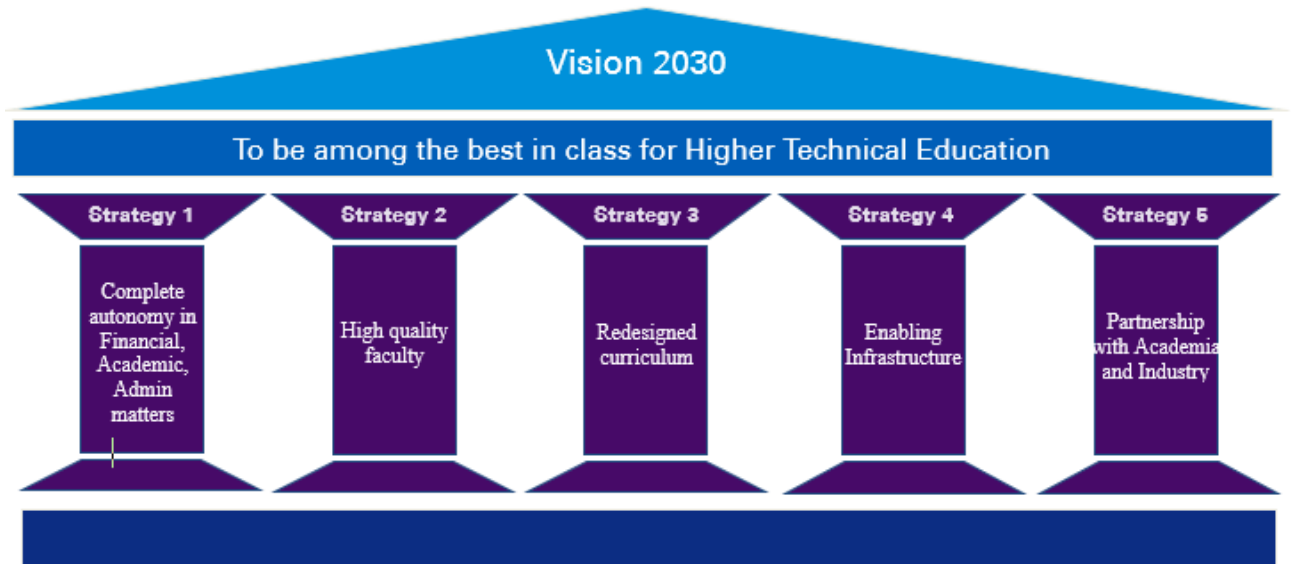 Vision 2030
To be among the best in class for Higher Technical Education
Strategy 1
Strategy 2
Strategy 3
Strategy 4
Strategy 5
Complete
autonomy in
Financial,
Academic,
Admin
matters
High quality
faculty
Redesigned
curriculum
Enabling
Infrastructure
Partnership
with Academia
and Industry